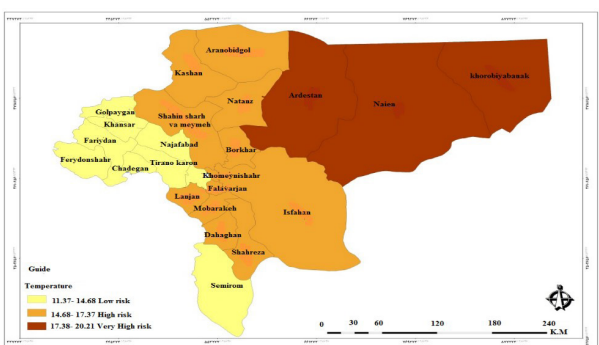 Aranobidgol
Kashan
khorobiyabanak
Ardestan
Naien
Natanz
Golpaygan
Shahin sharh
va meymeh
Khansar
Fariydan
Najafabad
Borkhar
Ferydonshahr
Tirano karon
Chadegan
Khomeynishahr
Falavarjan
Lanjan
Mobarakeh
Isfahan
Dahaghan
Shahreza
Semirom
Guide
Temperature
11.37- 14.68 Low risk
14.68- 17.37 High risk
17.38- 20.21 Very High risk
0 30 60 120 180 240
K.M